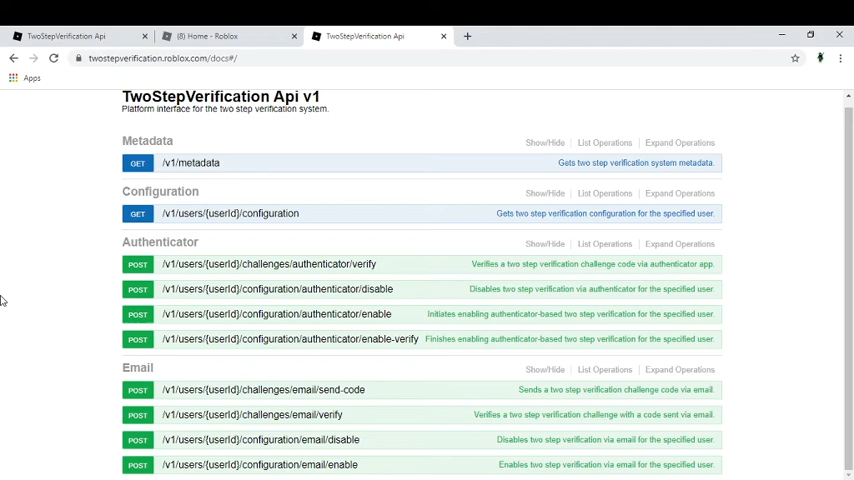 TwoStepVerification Api
(8) Home - Roblox
TwoStepVerification Api
twostepverification.roblox.com/docs#/
Apps
TwoStepVerification Api v1
Platform interface for the two step verification system.
Metadata Show/Hide List Operations Expand Operations
GET /v1/metadata Gets two step verification system metadata.
Configuration Show/Hide List Operations Expand Operations
GET /v1/users/{userId}/configuration Gets two step verification configuration for the specified user.
Authenticator Show/Hide List Operations Expand Operations
POST /v1/users/{userId}/challenges/authenticator/verify Verifies a two step verification challenge code via authenticator app.
POST /v1/users/{userId}/configuration/authenticator/disable Disables two step verification via authenticator for the specified user.
POST /v1/users/{userId}/configuration/authenticator/enable Initiates enabling authenticator-based two step verification for the specified user.
POST /v1/users/{userId}/configuration/authenticator/enable-verify Finishes enabling authenticator-based two step verification for the specified user.
Email Show/Hide List Operations Expand Operations
POST /v1/users/{userId}/challenges/email/send-code Sends a two step verification challenge code via email.
POST /v1/users/{userId}/challenges/email/verify Verifies a two step verification challenge with a code sent via email.
POST /v1/users/{userId}/configuration/email/disable Disables two step verification via email for the specified user.
POST /v1/users/{userId}/configuration/email/enable Enables two step verification via email for the specified user.